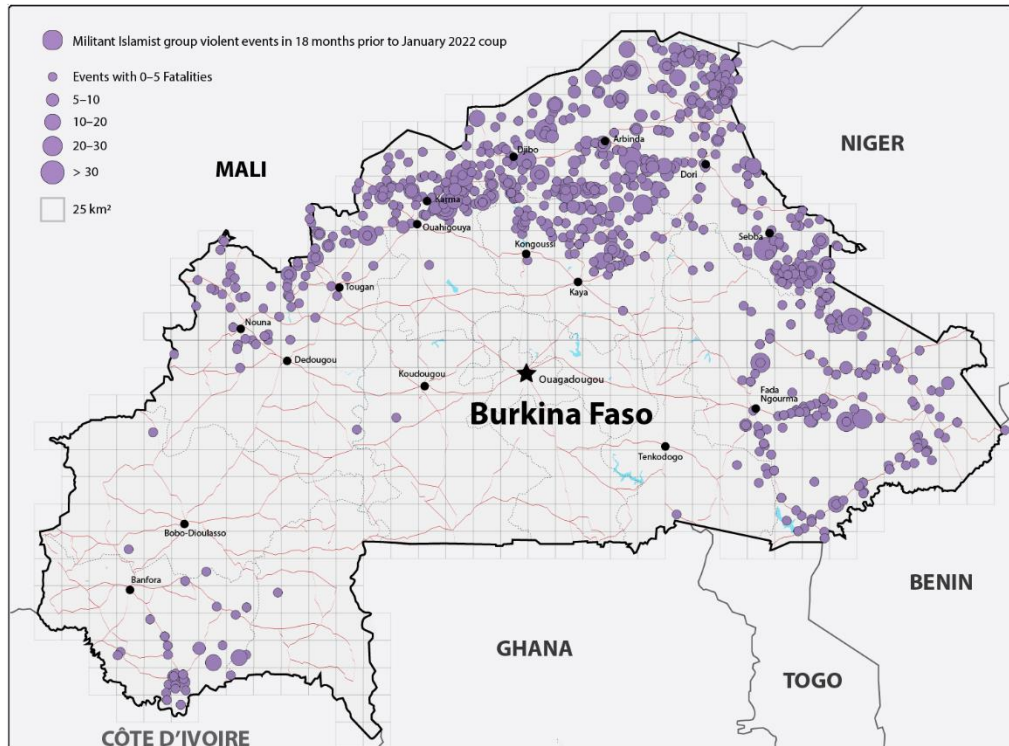 Militant Islamist group violent events in 18 months prior to January 2022 coup
Events with 0–5 Fatalities
5–10
10–20
20–30
> 30
25 km²
MALI
NIGER
Djibo
Arbinda
Dori
Karma
Ouahigouya
Kongoussi
Sebba
Tougan
Kaya
Nouna
Dedougou
Koudougou
Ouagadougou
Fada
Ngourma
Burkina Faso
Tenkodogo
Bobo-Dioulasso
Banfora
BENIN
GHANA
TOGO
CÔTE D'IVOIRE